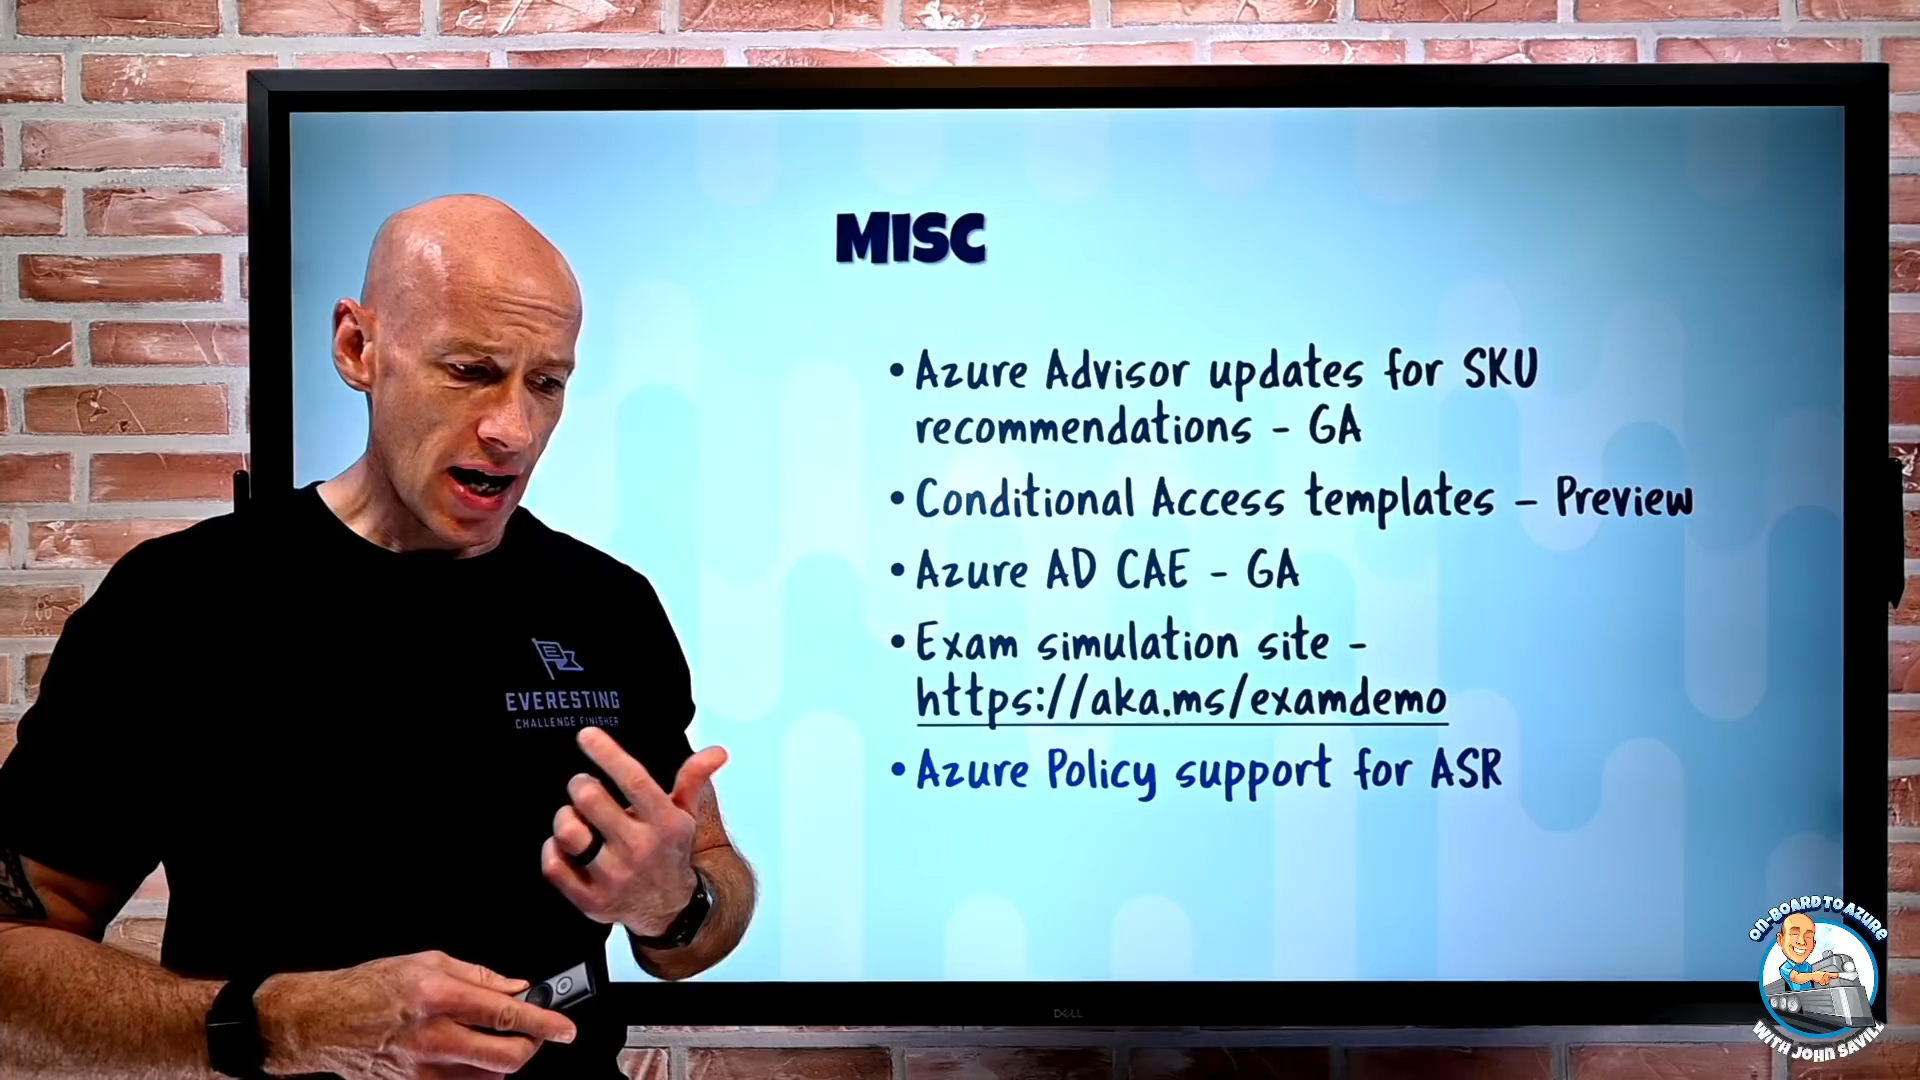 MISC
• Azure Advisor updates for SKU
recommendations - GA
• Conditional Access templates - Preview
• Azure AD CAE - GA
• Exam simulation site -
https://aka.ms/examdemo
• Azure Policy support for ASR
EVERESTING
CHALLENGE FINISHER
DELL
ON-BOARD TO AZURE
WITH JOHN SAVILL